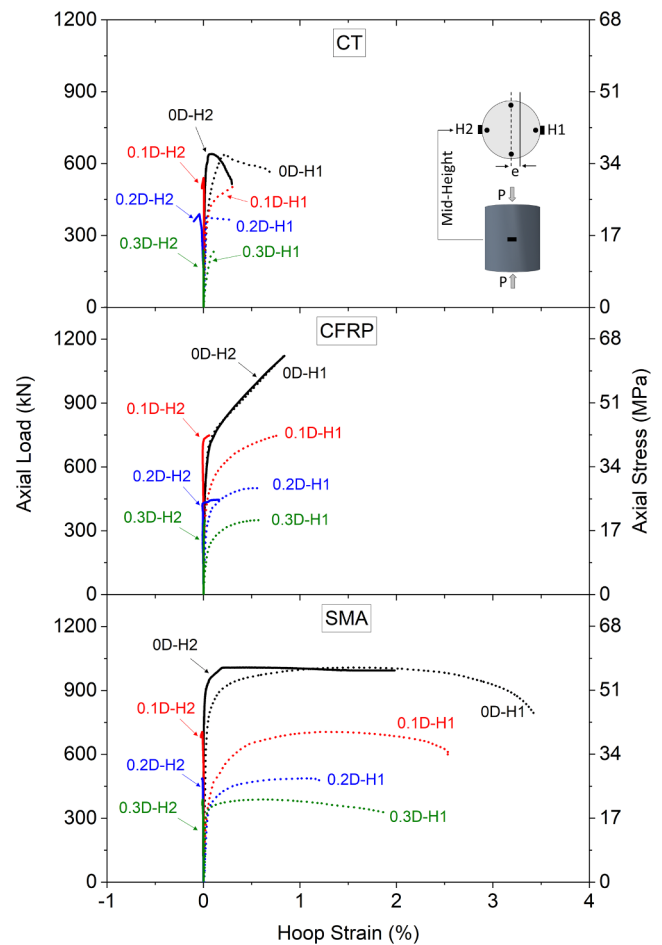 CT
1200
900
600
300
0
68
51
34
17
0
0D-H2
0.1D-H2
0D-H1
0.1D-H1
0.2D-H2
0.2D-H1
0.3D-H2
0.3D-H1
H2
H1
e
Mid-Height
P
P
CFRP
1200
900
600
300
0
68
51
34
17
0
0D-H2
0D-H1
0.1D-H2
0.1D-H1
0.2D-H2
0.2D-H1
0.3D-H2
0.3D-H1
Axial Load (kN)
Axial Stress (MPa)
SMA
1200
900
600
300
0
68
51
34
17
0
0D-H2
0D-H1
0.1D-H2
0.1D-H1
0.2D-H2
0.2D-H1
0.3D-H2
0.3D-H1
-1 0 1 2 3 4
Hoop Strain (%)